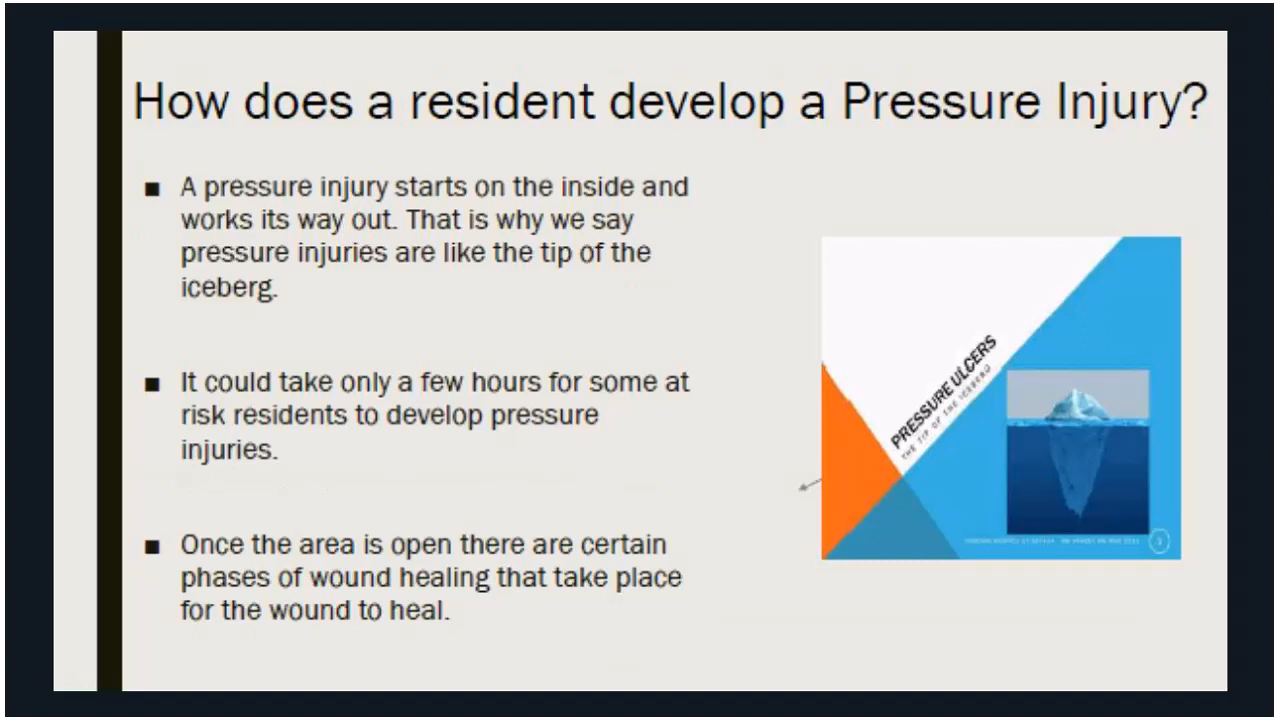 How does a resident develop a Pressure Injury?
■ A pressure injury starts on the inside and
works its way out. That is why we say
pressure injuries are like the tip of the
iceberg.
■ It could take only a few hours for some at
risk residents to develop pressure
injuries.
■ Once the area is open there are certain
phases of wound healing that take place
for the wound to heal.
PRESSURE ULCERS
THE TIP OF THE ICEBERG